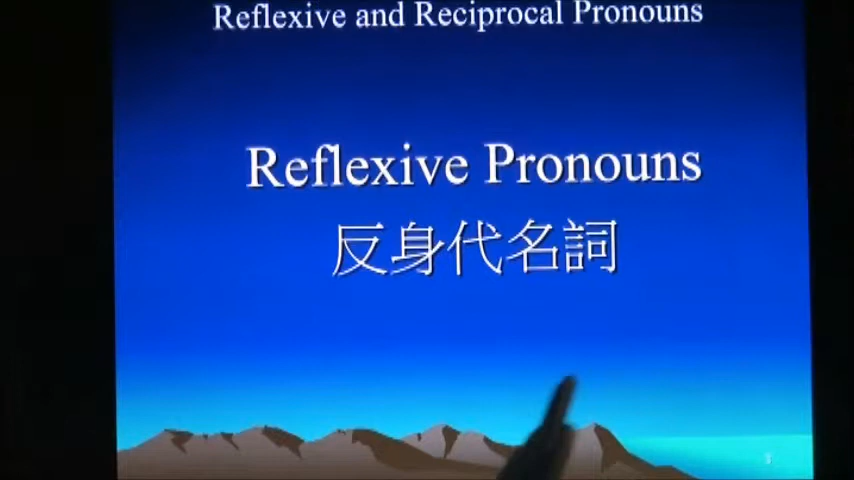 Reflexive and Reciprocal Pronouns
Reflexive Pronouns
反身代名詞